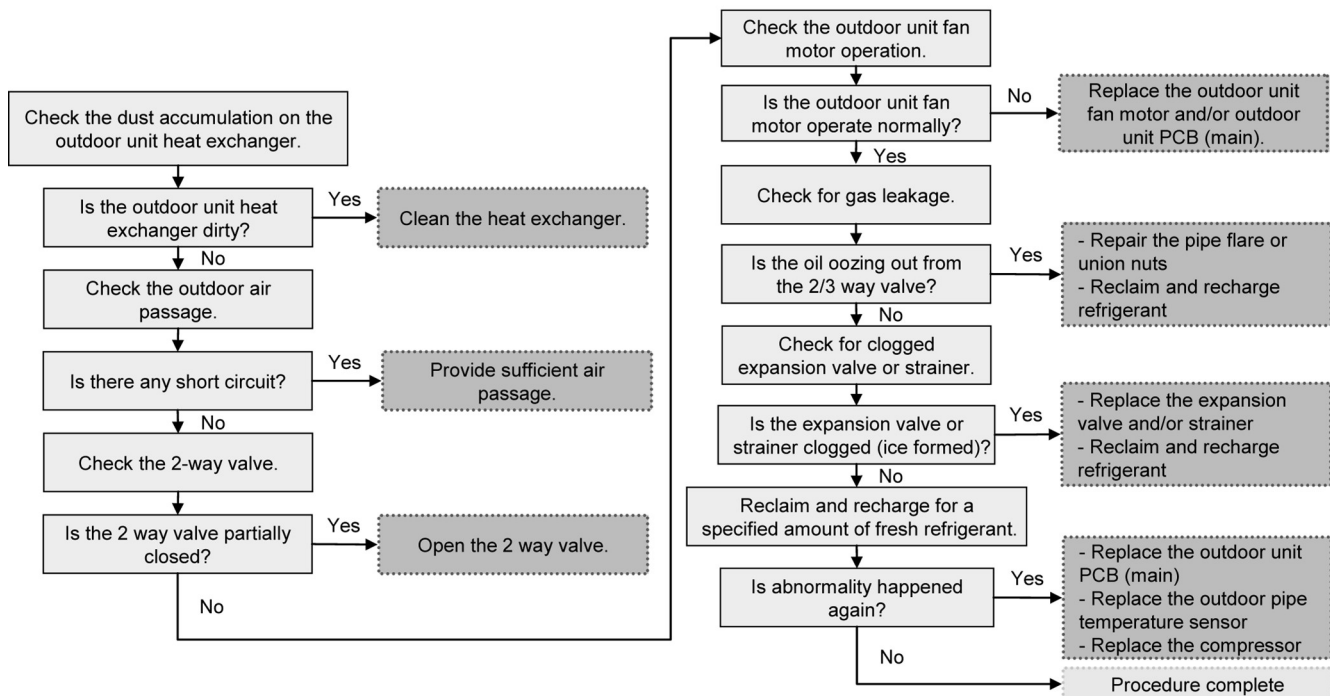 Check the dust accumulation on the
outdoor unit heat exchanger.
Is the outdoor unit heat
exchanger dirty?
Yes
Clean the heat exchanger.
No
Check the outdoor air
passage.
Is there any short circuit?
Yes
Provide sufficient air
passage.
No
Check the 2-way valve.
Is the 2 way valve partially
closed?
Yes
Open the 2 way valve.
No
Check the outdoor unit fan
motor operation.
Is the outdoor unit fan
motor operate normally?
No
Replace the outdoor unit
fan motor and/or outdoor
unit PCB (main).
Yes
Check for gas leakage.
Is the oil oozing out from
the 2/3 way valve?
Yes
- Repair the pipe flare or
union nuts
- Reclaim and recharge
refrigerant
No
Check for clogged
expansion valve or strainer.
Is the expansion valve or
strainer clogged (ice formed)?
Yes
- Replace the expansion
valve and/or strainer
- Reclaim and recharge
refrigerant
No
Reclaim and recharge for a
specified amount of fresh refrigerant.
Is abnormality happened
again?
Yes
- Replace the outdoor unit
PCB (main)
- Replace the outdoor pipe
temperature sensor
- Replace the compressor
No
Procedure complete